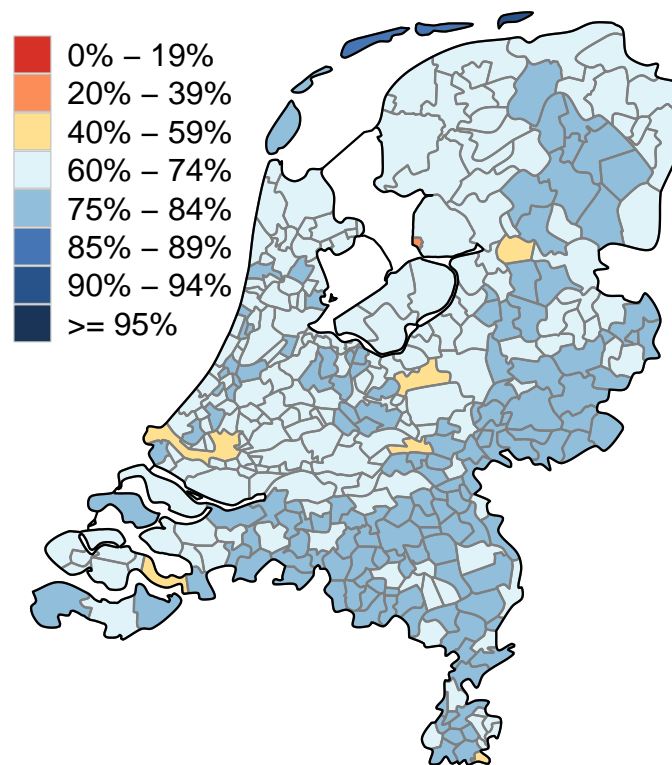 0% – 19%
20% – 39%
40% – 59%
60% – 74%
75% – 84%
85% – 89%
90% – 94%
>= 95%